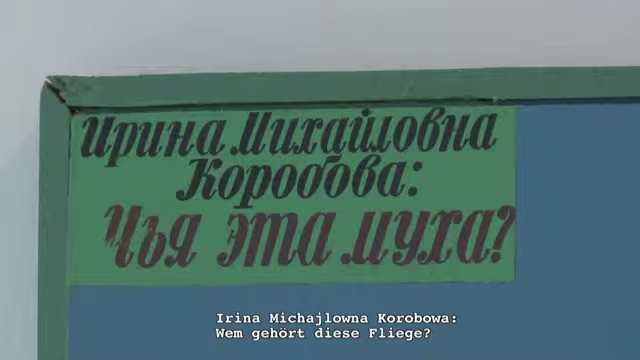 Ирина Михайловна
Коробова:
Чья эта муха?
Irina Michajlowna Korobowa:
Wem gehört diese Fliege?